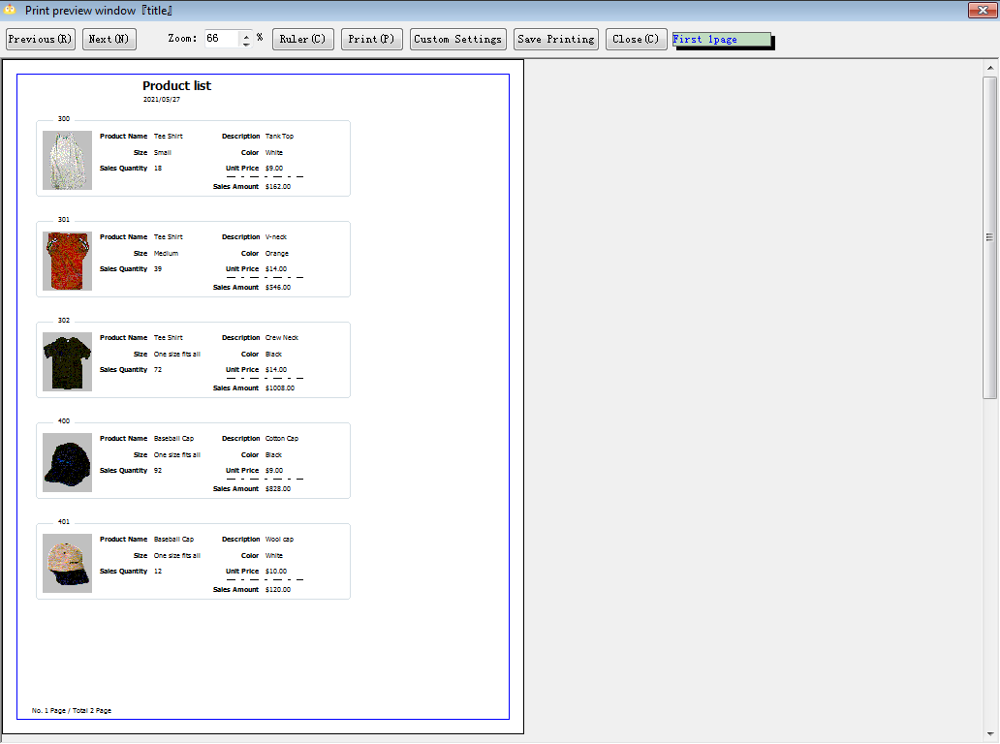 Print preview window『title』
Previous(R) Next(N) Zoom: 66 % Ruler(C) Print(P) Custom Settings Save Printing Close(C) First 1page
Product list
2021/05/27
300
Product Name Tee Shirt Description Tank Top
Size Small Color White
Sales Quantity 18 Unit Price $9.00
Sales Amount $162.00
301
Product Name Tee Shirt Description V-neck
Size Medium Color Orange
Sales Quantity 39 Unit Price $14.00
Sales Amount $546.00
302
Product Name Tee Shirt Description Crew Neck
Size One size fits all Color Black
Sales Quantity 72 Unit Price $14.00
Sales Amount $1008.00
400
Product Name Baseball Cap Description Cotton Cap
Size One size fits all Color Black
Sales Quantity 92 Unit Price $9.00
Sales Amount $828.00
401
Product Name Baseball Cap Description Wool cap
Size One size fits all Color White
Sales Quantity 12 Unit Price $10.00
Sales Amount $120.00
No. 1 Page / Total 2 Page